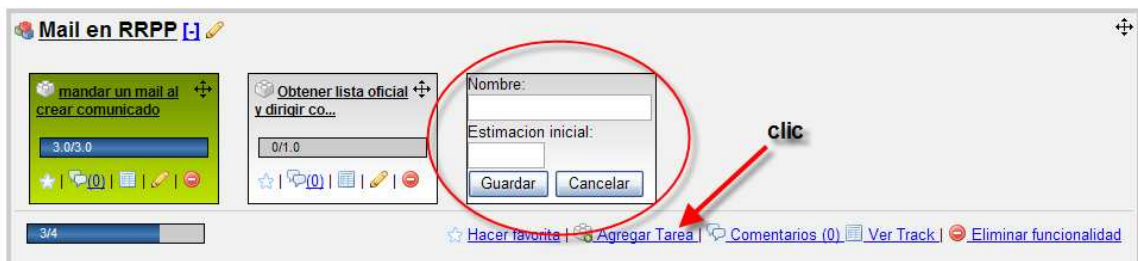 Mail en RRPP [-]
mandar un mail al
crear comunicado
3.0/3.0
| (0) | | |
Obtener lista oficial
y dirigir co...
0/1.0
| (0) | | |
Nombre:
Estimacion inicial:
Guardar Cancelar
clic
3/4
Hacer favorita | Agregar Tarea | Comentarios (0) Ver Track | Eliminar funcionalidad